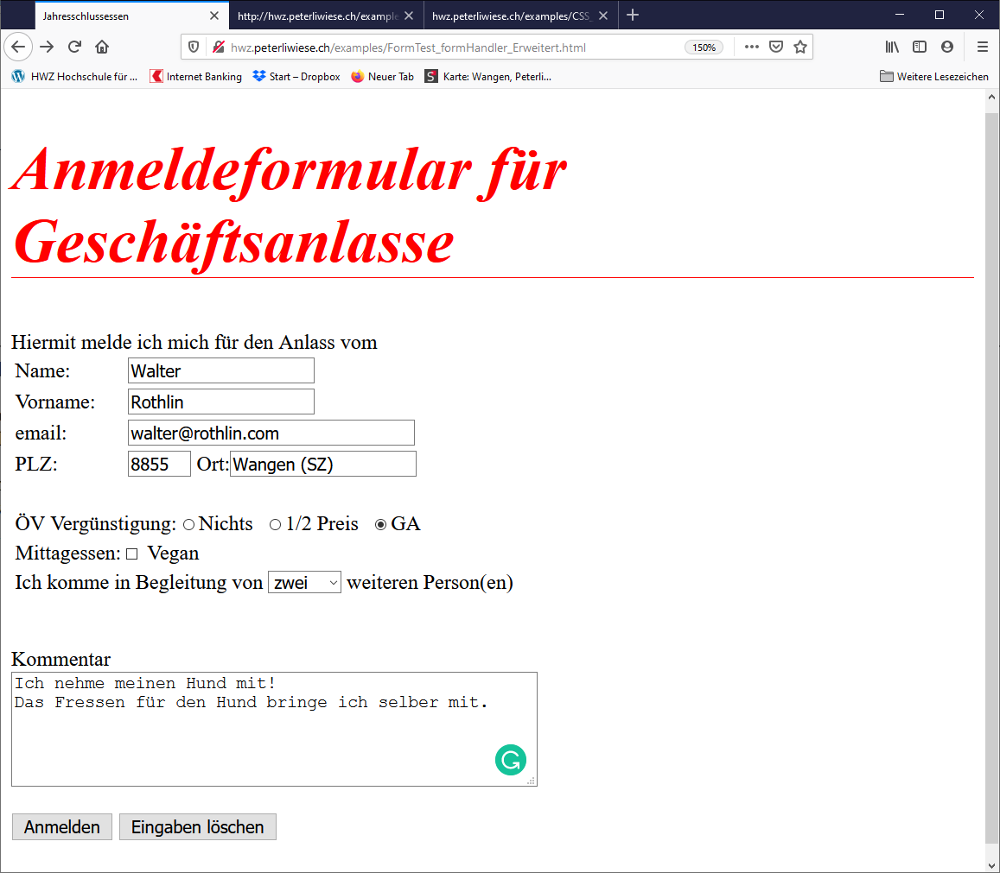 Jahresschlussessen
http://hwz.peterliwiese.ch/example
hwz.peterliwiese.ch/examples/CSS_
hwz.peterliwiese.ch/examples/FormTest_formHandler_Erweitert.html
150%
HWZ Hochschule für ...
Internet Banking
Start – Dropbox
Neuer Tab
Karte: Wangen, Peterli...
Weitere Lesezeichen
Anmeldeformular für
Geschäftsanlasse
Hiermit melde ich mich für den Anlass vom
Name: Walter
Vorname: Rothlin
email: walter@rothlin.com
PLZ: 8855 Ort: Wangen (SZ)
ÖV Vergünstigung: Nichts 1/2 Preis GA
Mittagessen: Vegan
Ich komme in Begleitung von zwei weiteren Person(en)
Kommentar
Ich nehme meinen Hund mit!
Das Fressen für den Hund bringe ich selber mit.
Anmelden Eingaben löschen